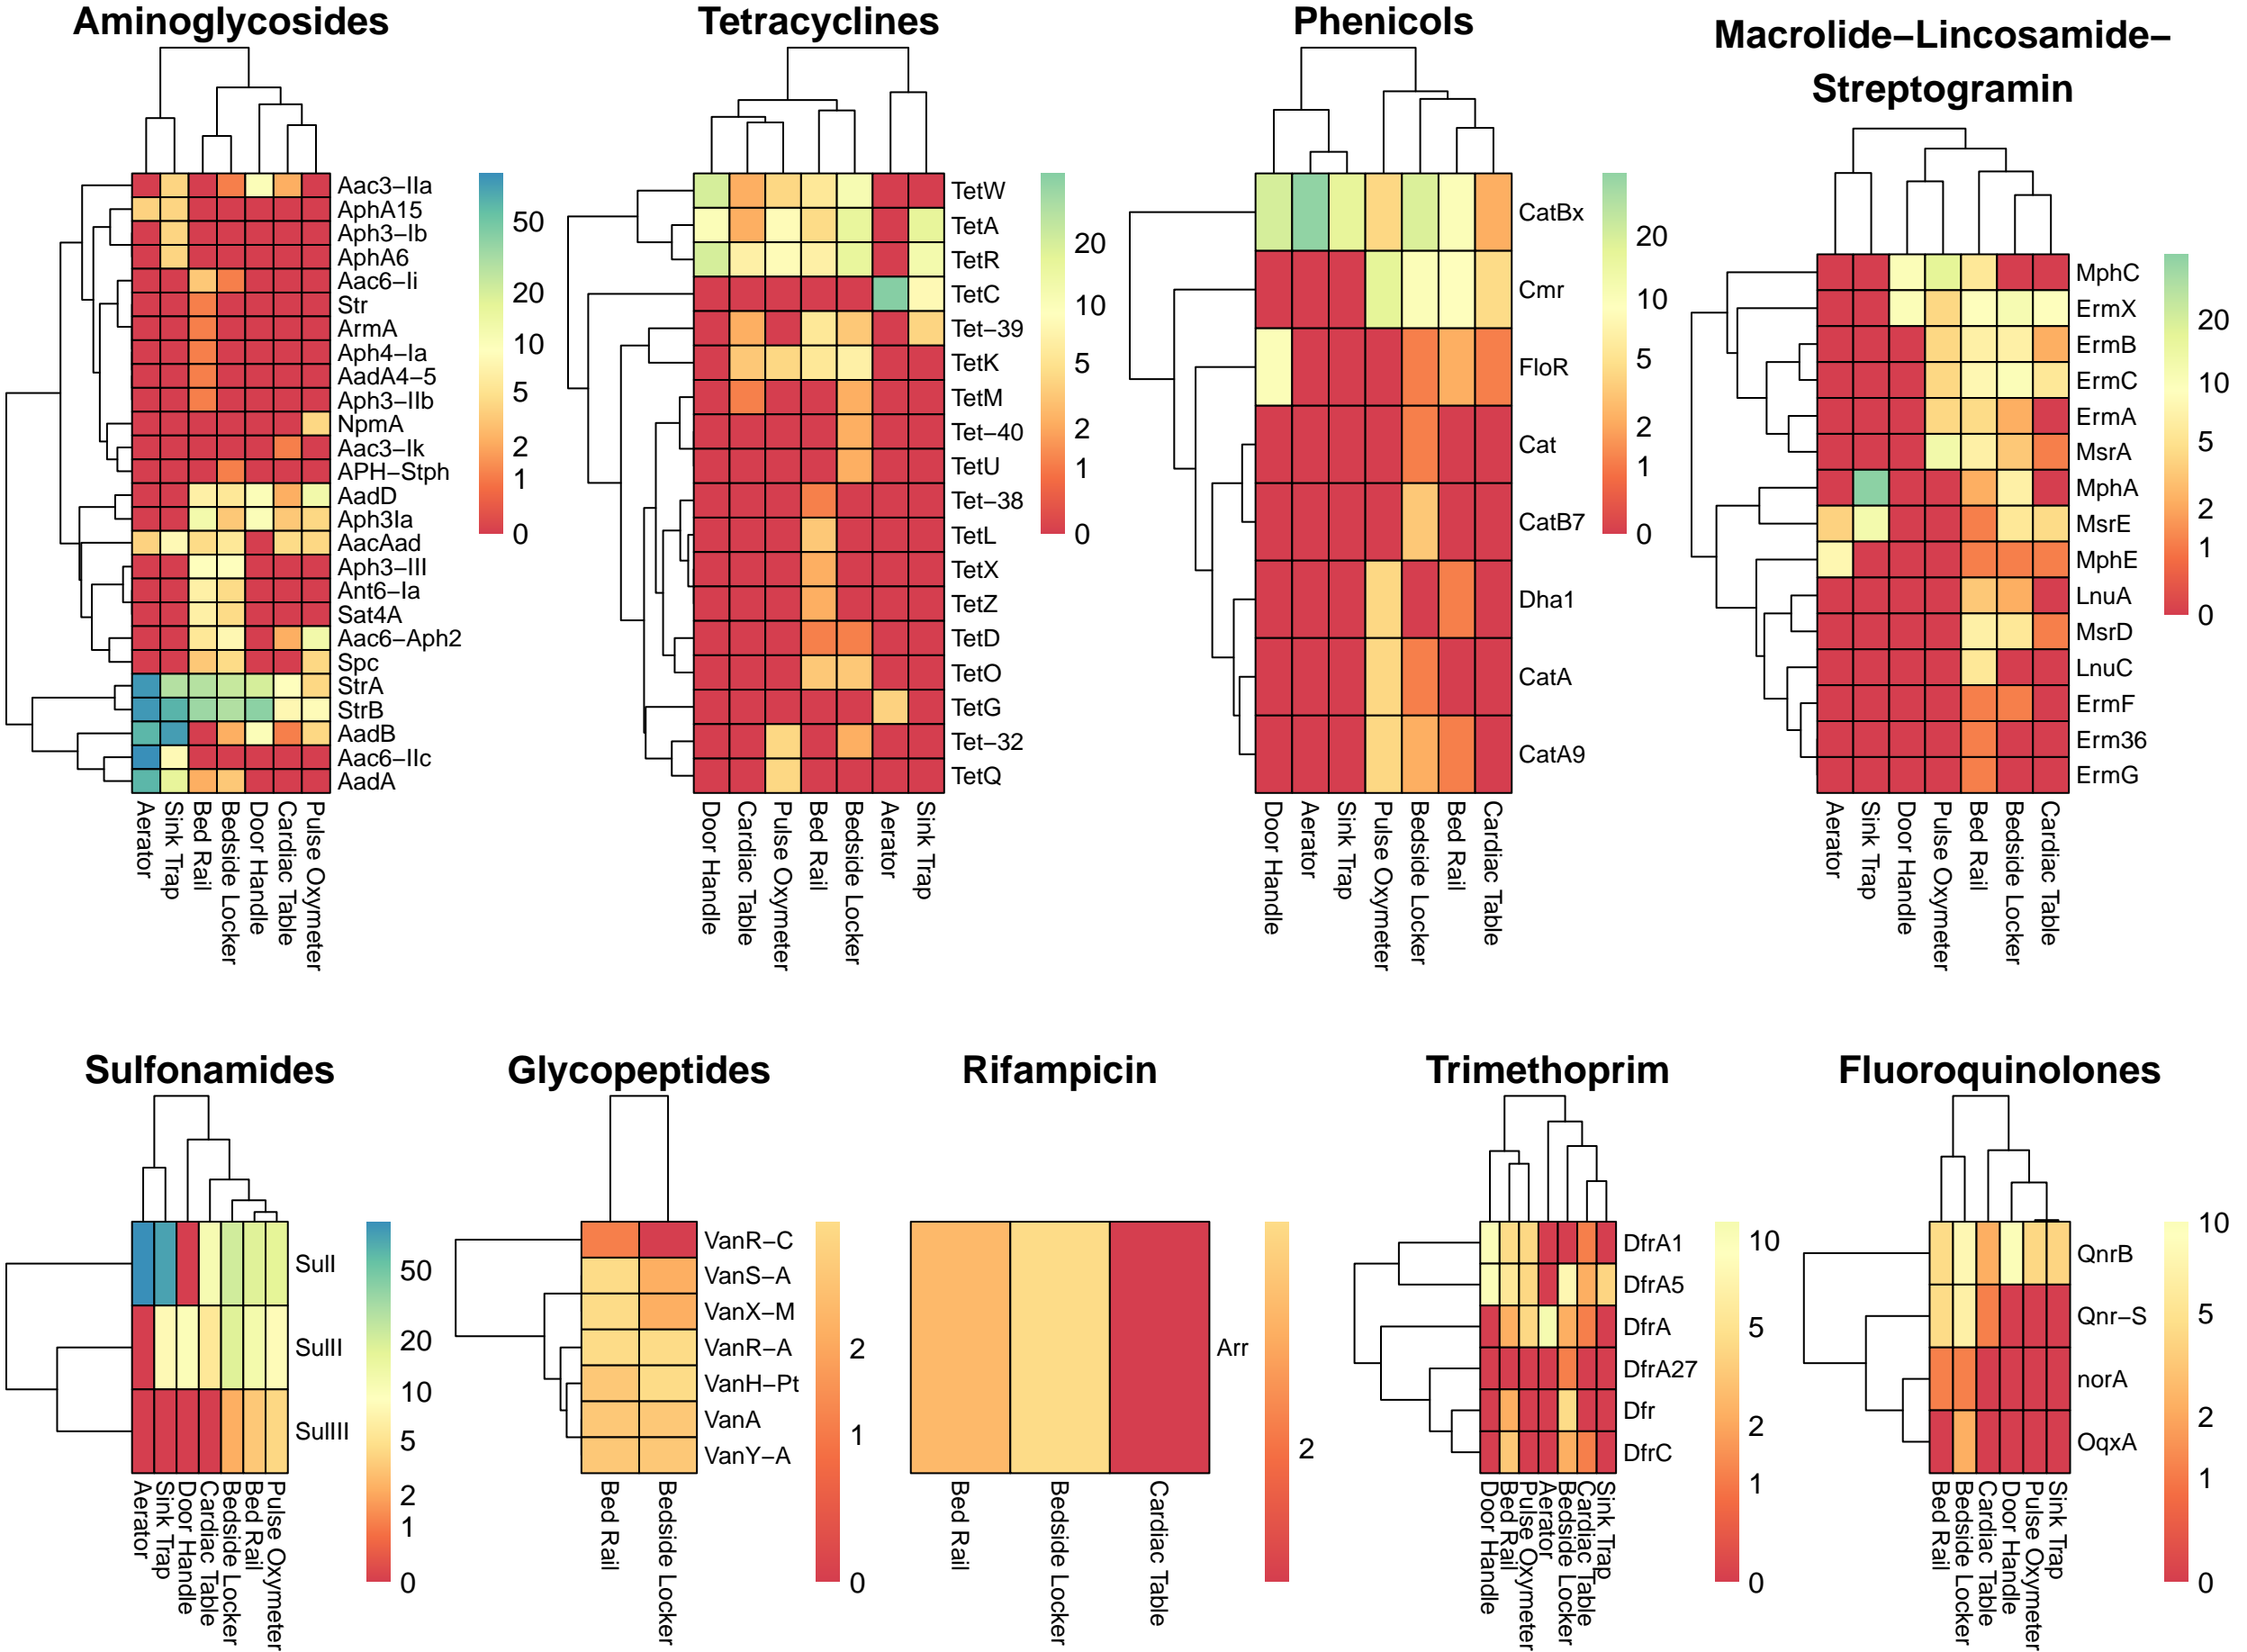 Aminoglycosides
Aac3–IIa
AphA15
Aph3–Ib
AphA6
Aac6–Ii
Str
ArmA
Aph4–Ia
AadA4–5
Aph3–IIb
NpmA
Aac3–Ik
APH–Stph
AadD
Aph3Ia
AacAad
Aph3–III
Ant6–Ia
Sat4A
Aac6–Aph2
Spc
StrA
StrB
AadB
Aac6–IIc
AadA
50
20
10
5
2
1
0
Aerator
Sink Trap
Bed Rail
Bedside Locker
Door Handle
Cardiac Table
Pulse Oxymeter
Tetracyclines
TetW
TetA
TetR
TetC
Tet–39
TetK
TetM
Tet–40
TetU
Tet–38
TetL
TetX
TetZ
TetD
TetO
TetG
Tet–32
TetQ
20
10
5
2
1
0
Door Handle
Cardiac Table
Pulse Oxymeter
Bed Rail
Bedside Locker
Aerator
Sink Trap
Phenicols
CatBx
Cmr
FloR
Cat
CatB7
Dha1
CatA
CatA9
20
10
5
2
1
0
Door Handle
Aerator
Sink Trap
Pulse Oxymeter
Bedside Locker
Bed Rail
Cardiac Table
Macrolide–Lincosamide–
Streptogramin
MphC
ErmX
ErmB
ErmC
ErmA
MsrA
MphA
MsrE
MphE
LnuA
MsrD
LnuC
ErmF
Erm36
ErmG
20
10
5
2
1
0
Aerator
Sink Trap
Door Handle
Pulse Oxymeter
Bed Rail
Bedside Locker
Cardiac Table
Sulfonamides
SulI
SulII
SulIII
50
20
10
5
2
1
0
Aerator
Sink Trap
Door Handle
Cardiac Table
Bedside Locker
Bed Rail
Pulse Oxymeter
Glycopeptides
VanR–C
VanS–A
VanX–M
VanR–A
VanH–Pt
VanA
VanY–A
2
1
0
Bed Rail
Bedside Locker
Rifampicin
Arr
2
Bed Rail
Bedside Locker
Cardiac Table
Trimethoprim
DfrA1
DfrA5
DfrA
DfrA27
Dfr
DfrC
10
5
2
1
0
Door Handle
Bed Rail
Pulse Oxymeter
Aerator
Bedside Locker
Cardiac Table
Sink Trap
Fluoroquinolones
QnrB
Qnr–S
norA
OqxA
10
5
2
1
0
Bed Rail
Bedside Locker
Cardiac Table
Door Handle
Pulse Oxymeter
Sink Trap